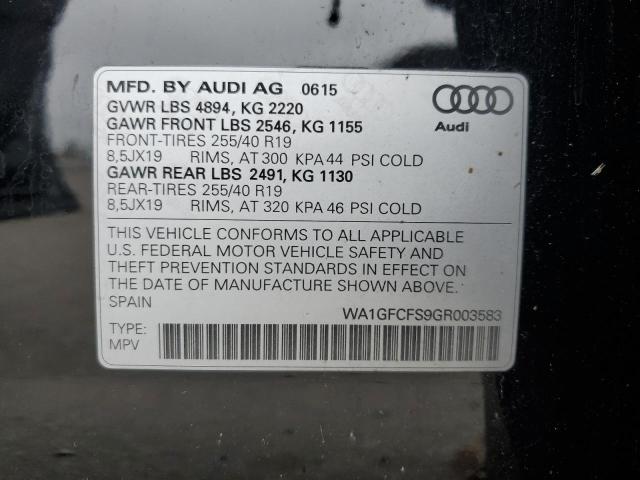 MFD. BY AUDI AG 0615
GVWR LBS 4894, KG 2220
GAWR FRONT LBS 2546, KG 1155
FRONT-TIRES 255/40 R19
8,5JX19 RIMS, AT 300 KPA 44 PSI COLD
GAWR REAR LBS 2491, KG 1130
REAR-TIRES 255/40 R19
8,5JX19 RIMS, AT 320 KPA 46 PSI COLD
Audi
THIS VEHICLE CONFORMS TO ALL APPLICABLE
U.S. FEDERAL MOTOR VEHICLE SAFETY AND
THEFT PREVENTION STANDARDS IN EFFECT ON
THE DATE OF MANUFACTURE SHOWN ABOVE.
SPAIN
WA1GFCFS9GR003583
TYPE:
MPV